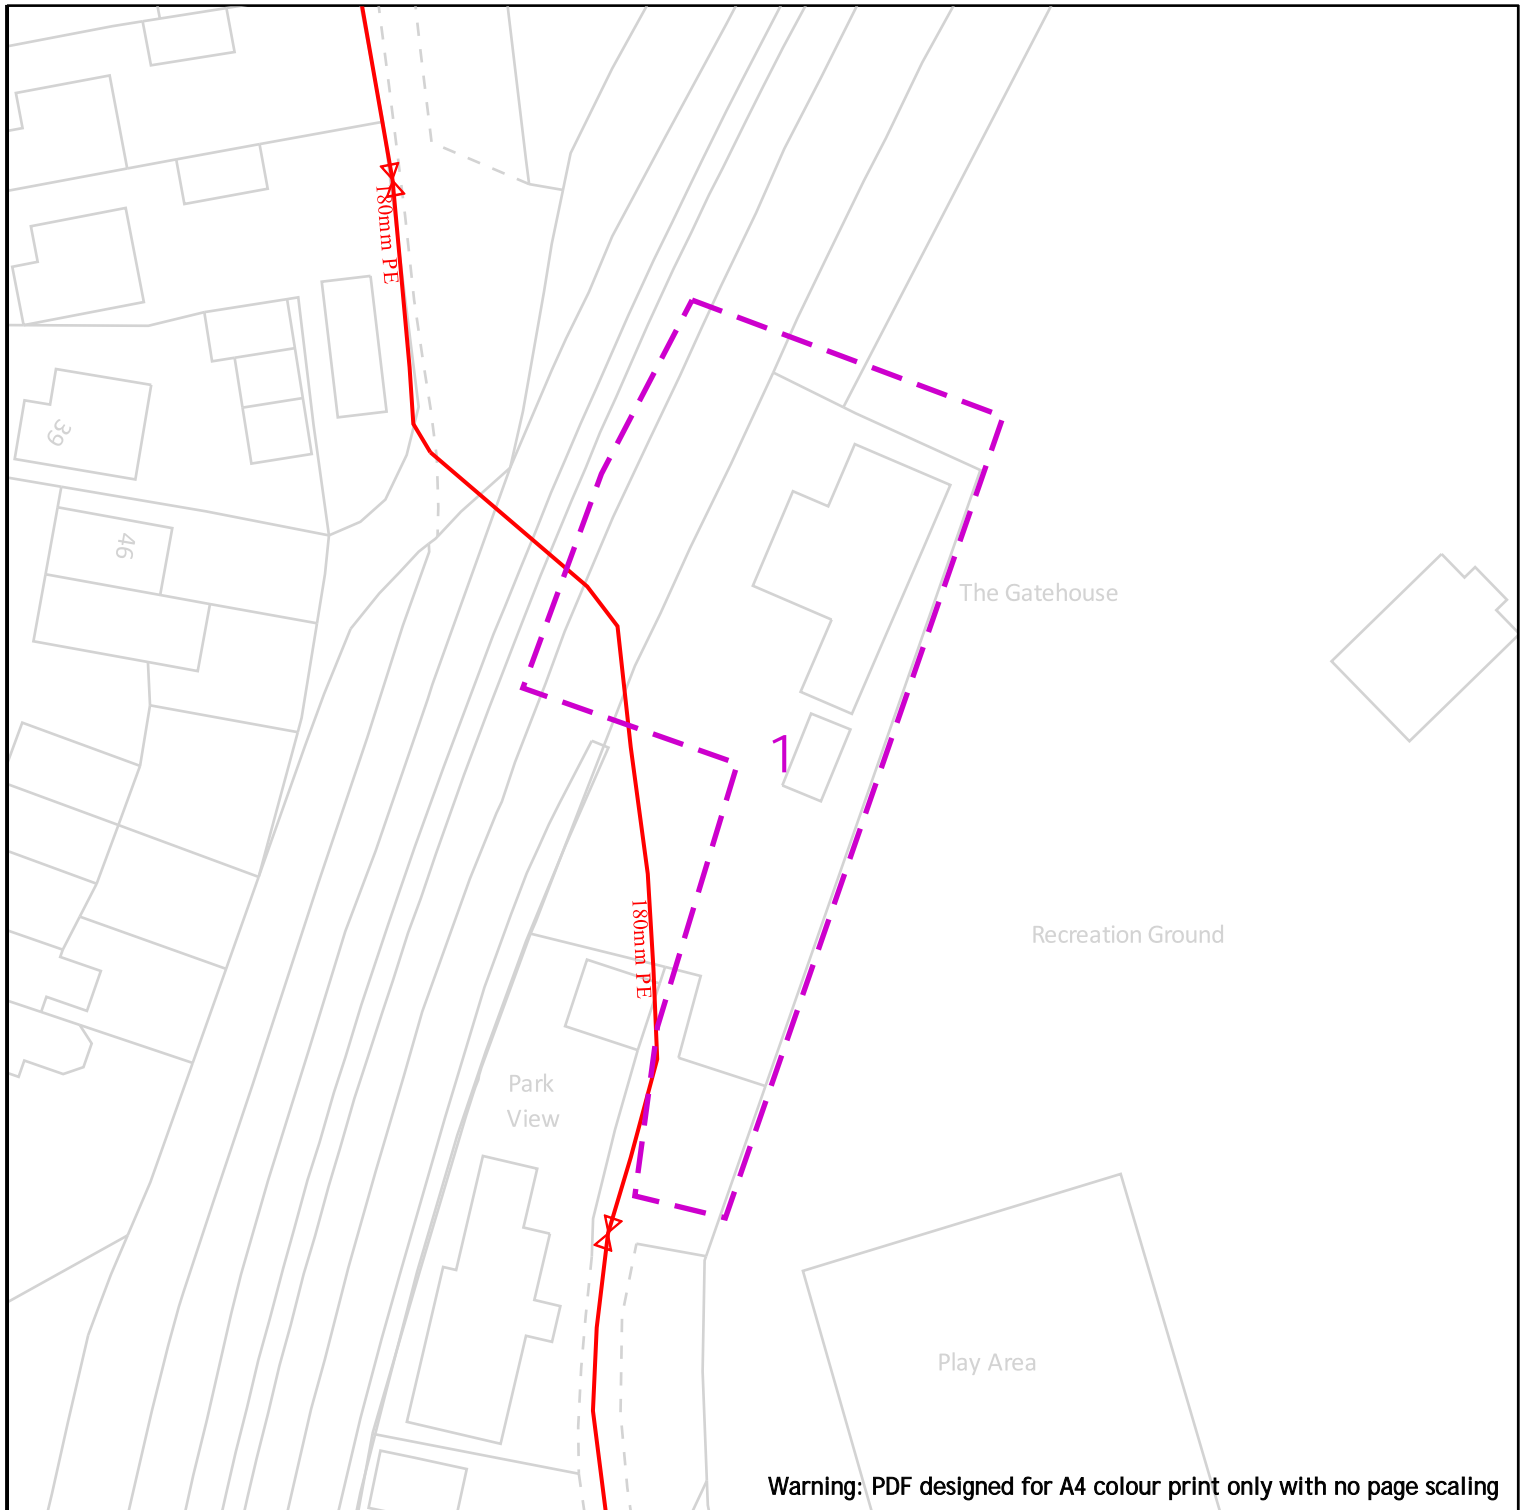 180mm PE
39
46
The Gatehouse
1
180mm PE
Recreation Ground
Park
View
Play Area
Warning: PDF designed for A4 colour print only with no page scaling